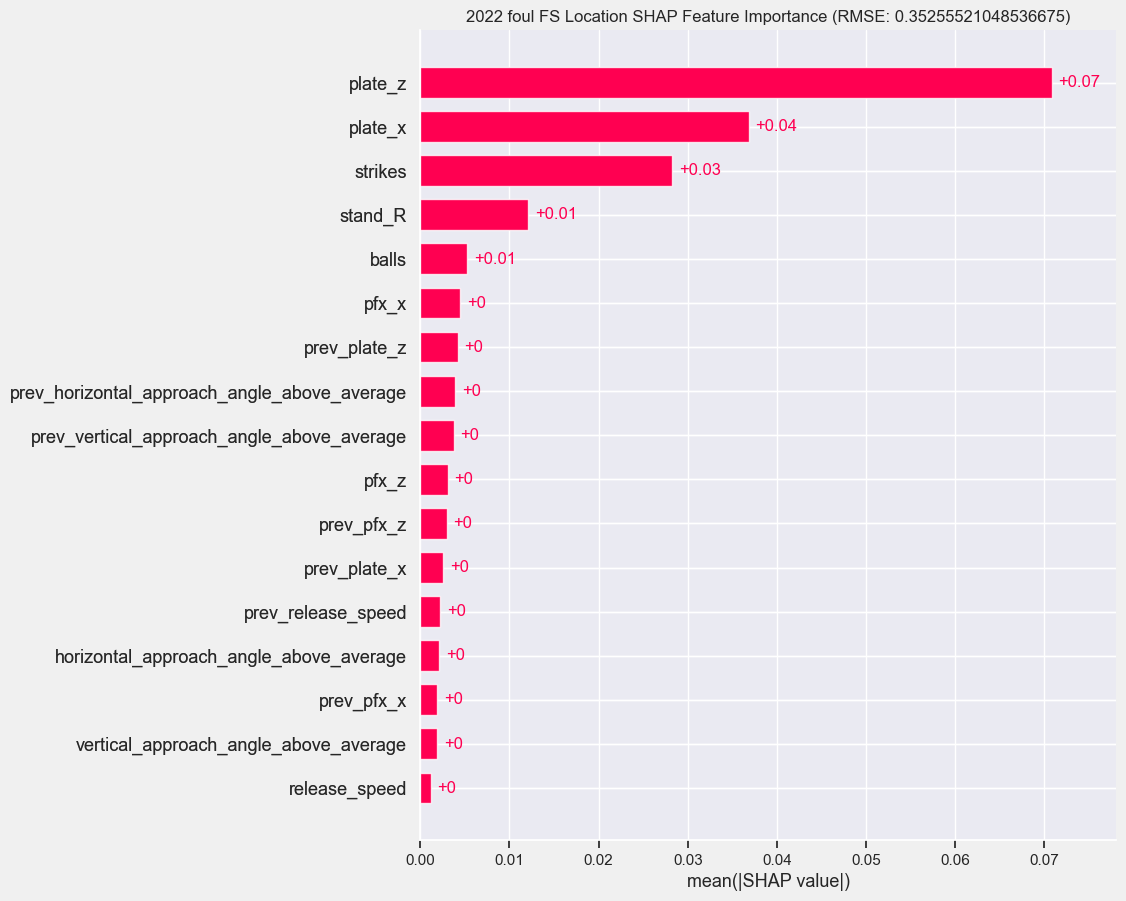 2022 foul FS Location SHAP Feature Importance (RMSE: 0.35255521048536675)
plate_z +0.07
plate_x +0.04
strikes +0.03
stand_R +0.01
balls +0.01
pfx_x +0
prev_plate_z +0
prev_horizontal_approach_angle_above_average +0
prev_vertical_approach_angle_above_average +0
pfx_z +0
prev_pfx_z +0
prev_plate_x +0
prev_release_speed +0
horizontal_approach_angle_above_average +0
prev_pfx_x +0
vertical_approach_angle_above_average +0
release_speed +0
0.00 0.01 0.02 0.03 0.04 0.05 0.06 0.07
mean(|SHAP value|)